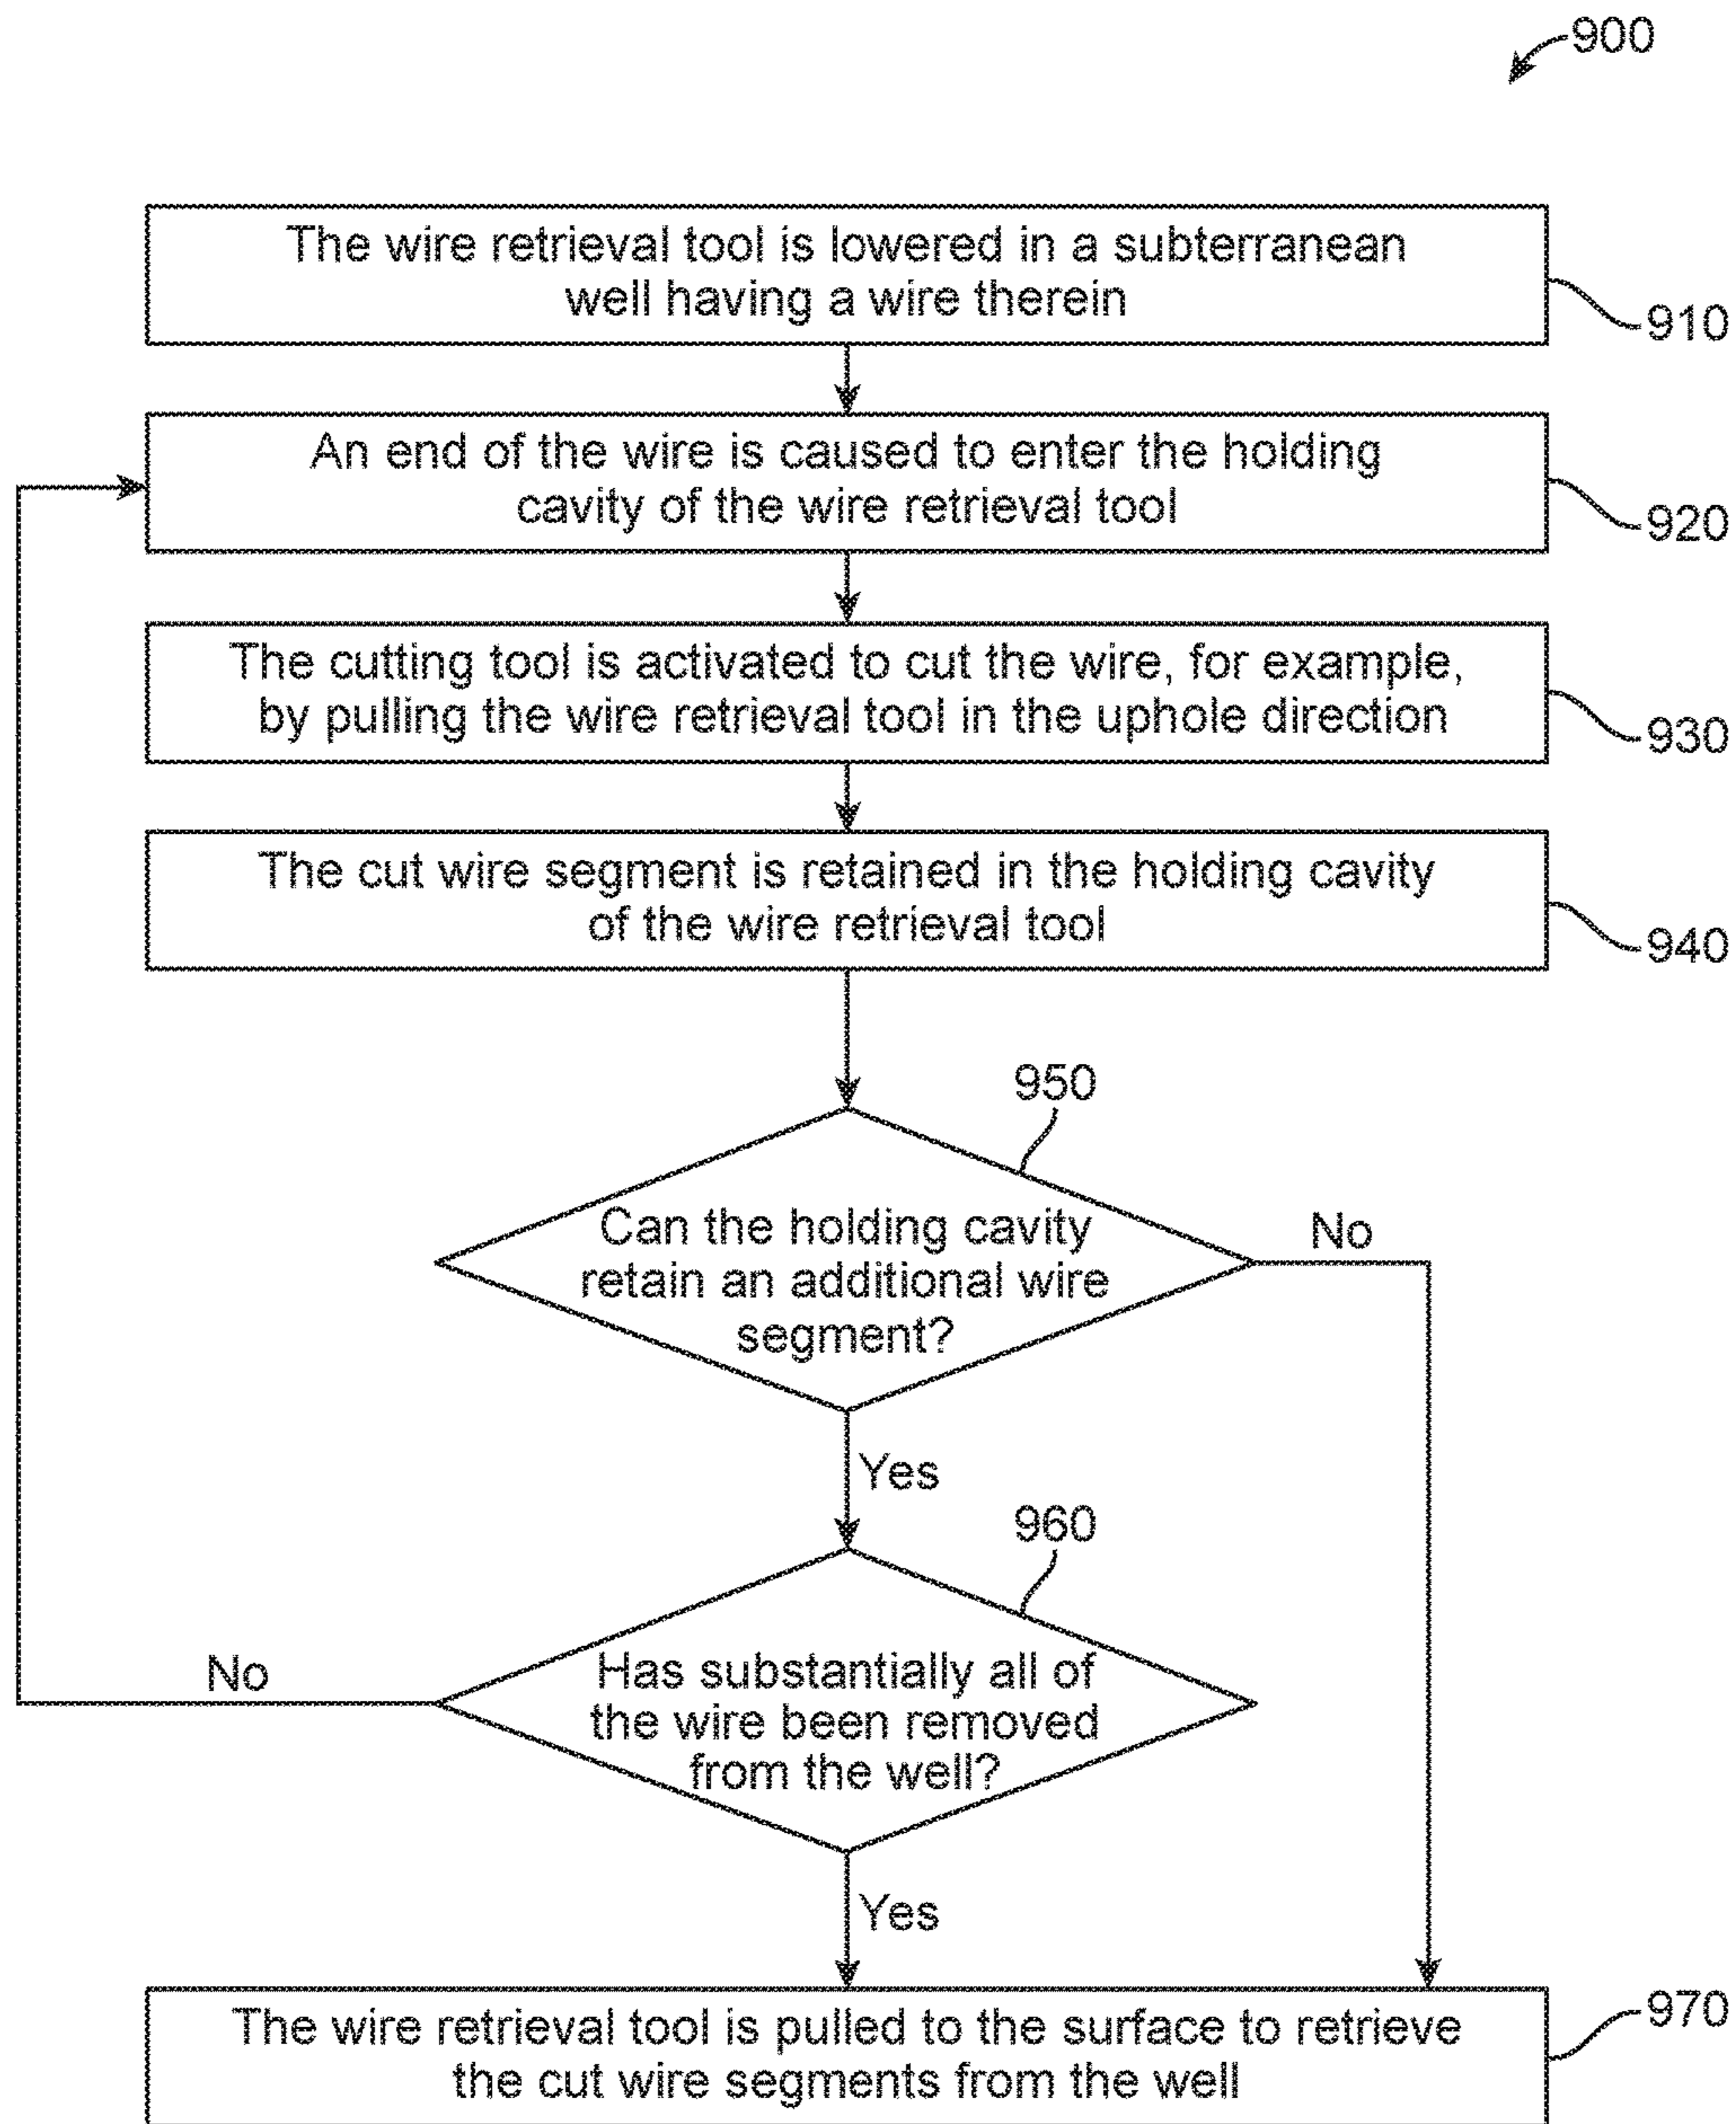 900
The wire retrieval tool is lowered in a subterranean
well having a wire therein
910
An end of the wire is caused to enter the holding
cavity of the wire retrieval tool
920
The cutting tool is activated to cut the wire, for example,
by pulling the wire retrieval tool in the uphole direction
930
The cut wire segment is retained in the holding cavity
of the wire retrieval tool
940
950
Can the holding cavity
retain an additional wire
segment?
No
Yes
960
Has substantially all of
the wire been removed
from the well?
No
Yes
The wire retrieval tool is pulled to the surface to retrieve
the cut wire segments from the well
970